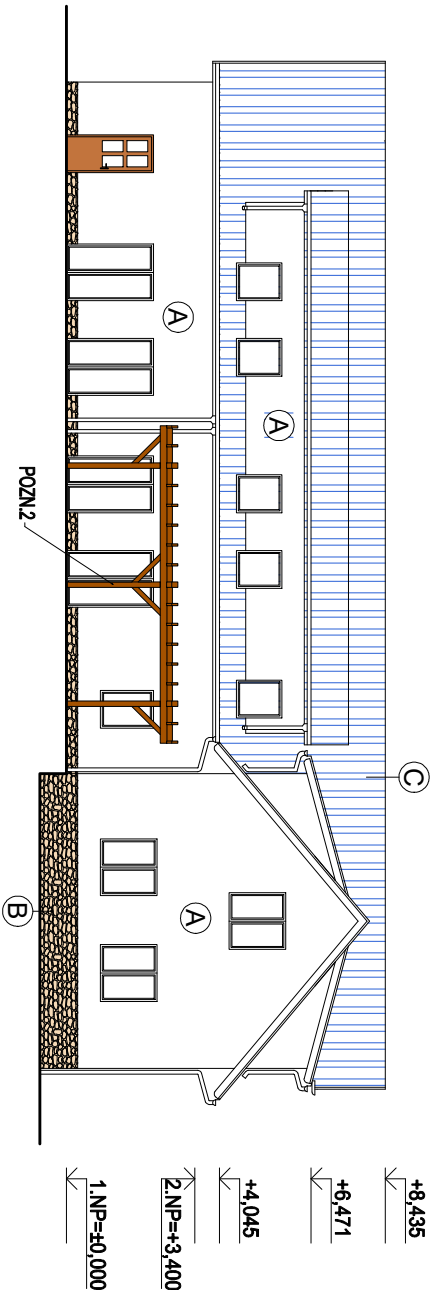 C
+8,435
+6,471
A
+4,045
A
A
2.NP=+3,400
1.NP=±0,000
POZN.2
B